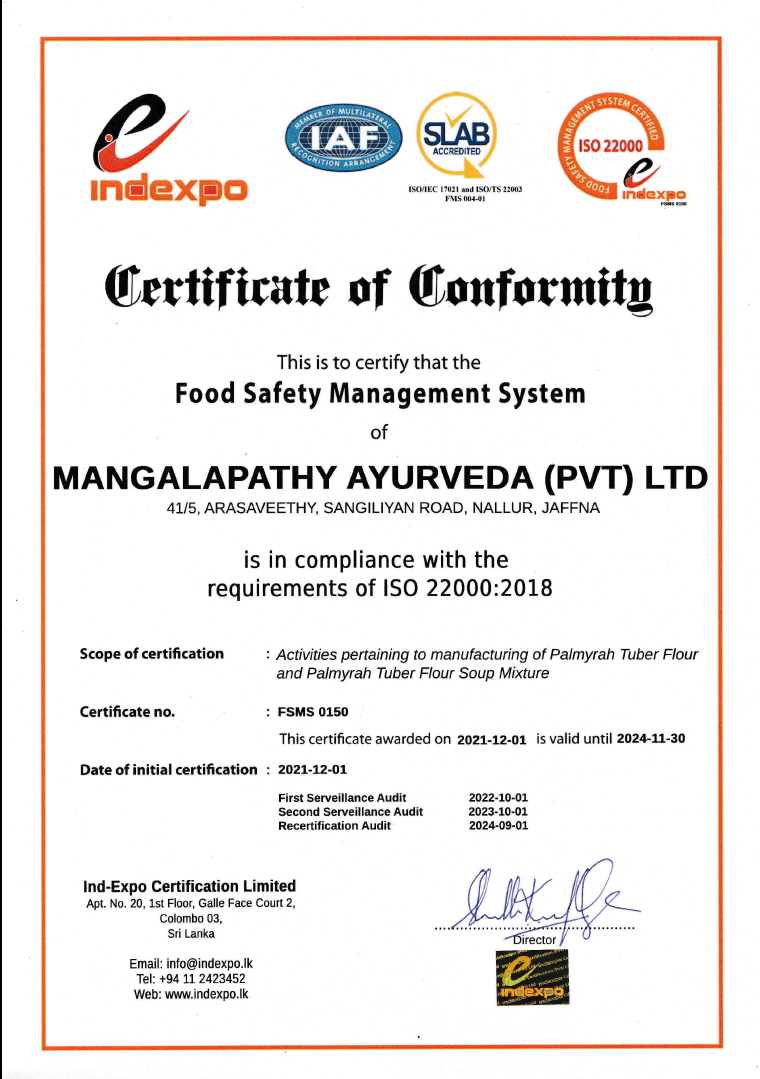 indexpo
MEMBER OF MULTILATERAL
IAF
RECOGNITION ARRANGEMENT
SLAB
ACCREDITED
ISO/IEC 17021 and ISO/TS 22003
FMS 004-01
FOOD SAFETY MANAGEMENT SYSTEM CERTIFIED
ISO 22000
indexpo
FSMS 0150
Certificate of Conformity
This is to certify that the
Food Safety Management System
of
MANGALAPATHY AYURVEDA (PVT) LTD
41/5, ARASAVEETHY, SANGILIYAN ROAD, NALLUR, JAFFNA
is in compliance with the
requirements of ISO 22000:2018
Scope of certification : Activities pertaining to manufacturing of Palmyrah Tuber Flour
and Palmyrah Tuber Flour Soup Mixture
Certificate no. : FSMS 0150
This certificate awarded on 2021-12-01 is valid until 2024-11-30
Date of initial certification : 2021-12-01
First Serveillance Audit 2022-10-01
Second Serveillance Audit 2023-10-01
Recertification Audit 2024-09-01
Ind-Expo Certification Limited
Apt. No. 20, 1st Floor, Galle Face Court 2,
Colombo 03,
Sri Lanka
Email: info@indexpo.lk
Tel: +94 11 2423452
Web: www.indexpo.lk
Director
indexpo